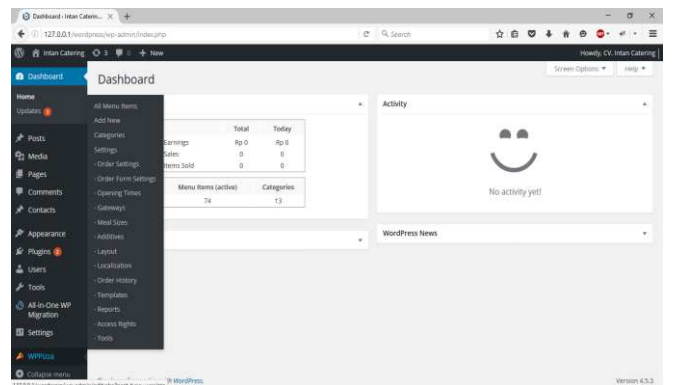 Dashboard ‹ Intan Caterin...
127.0.0.1/wordpress/wp-admin/index.php
Search
Intan Catering
3
New
Howdy, CV. Intan Catering
Dashboard
Home
Updates
Posts
Media
Pages
Comments
Contacts
Appearance
Plugins 2
Users
Tools
All-in-One WP
Migration
Settings
WPPizza
Collapse menu
Dashboard
Screen Options
Help
All Menu Items
Add New
Categories
Settings
- Order Settings
- Order Form Settings
- Opening Times
- Gateways
- Meal Sizes
- Additives
- Layout
- Localization
- Order History
- Templates
- Reports
- Access Rights
- Tools
Total Today
Earnings Rp 0 Rp 0
Sales 0 0
Items Sold 0 0
Menu Items (active) Categories
74 13
Activity
No activity yet!
WordPress News
with WordPress.
Version 4.5.3